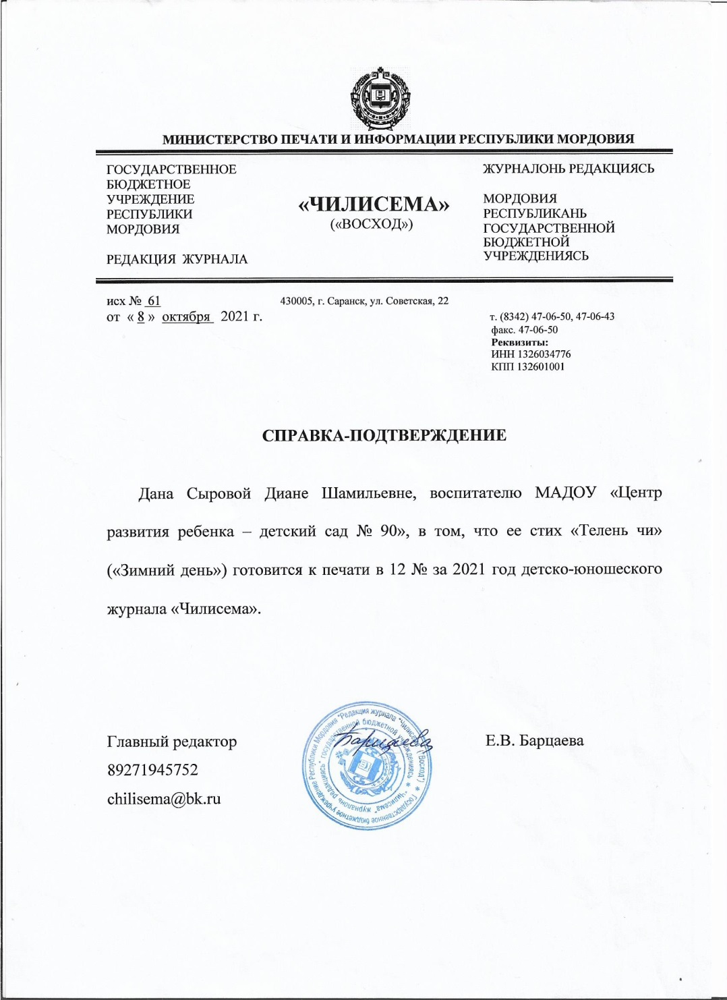 МИНИСТЕРСТВО ПЕЧАТИ И ИНФОРМАЦИИ РЕСПУБЛИКИ МОРДОВИЯ
ГОСУДАРСТВЕННОЕ
БЮДЖЕТНОЕ
УЧРЕЖДЕНИЕ
РЕСПУБЛИКИ
МОРДОВИЯ
РЕДАКЦИЯ ЖУРНАЛА
«ЧИЛИСЕМА»
(«ВОСХОД»)
ЖУРНАЛОНЬ РЕДАКЦИЯСЬ
МОРДОВИЯ
РЕСПУБЛИКАНЬ
ГОСУДАРСТВЕННОЙ
БЮДЖЕТНОЙ
УЧРЕЖДЕНИЯСЬ
исх № 61
от « 8 » октября 2021 г.
430005, г. Саранск, ул. Советская, 22
т. (8342) 47-06-50, 47-06-43
факс. 47-06-50
Реквизиты:
ИНН 1326034776
КПП 132601001
СПРАВКА-ПОДТВЕРЖДЕНИЕ
Дана Сыровой Диане Шамильевне, воспитателю МАДОУ «Центр
развития ребенка – детский сад № 90», в том, что ее стих «Телень чи»
(«Зимний день») готовится к печати в 12 № за 2021 год детско-юношеского
журнала «Чилисема».
Главный редактор
89271945752
chilisema@bk.ru
Барцаева
Государственное бюджетное учреждение Республики Мордовия "Редакция журнала "Чилисема" ("Восход") *
"Чилисема" журналонь редакциясь" государственной бюджетной учреждениясь *
Е.В. Барцаева